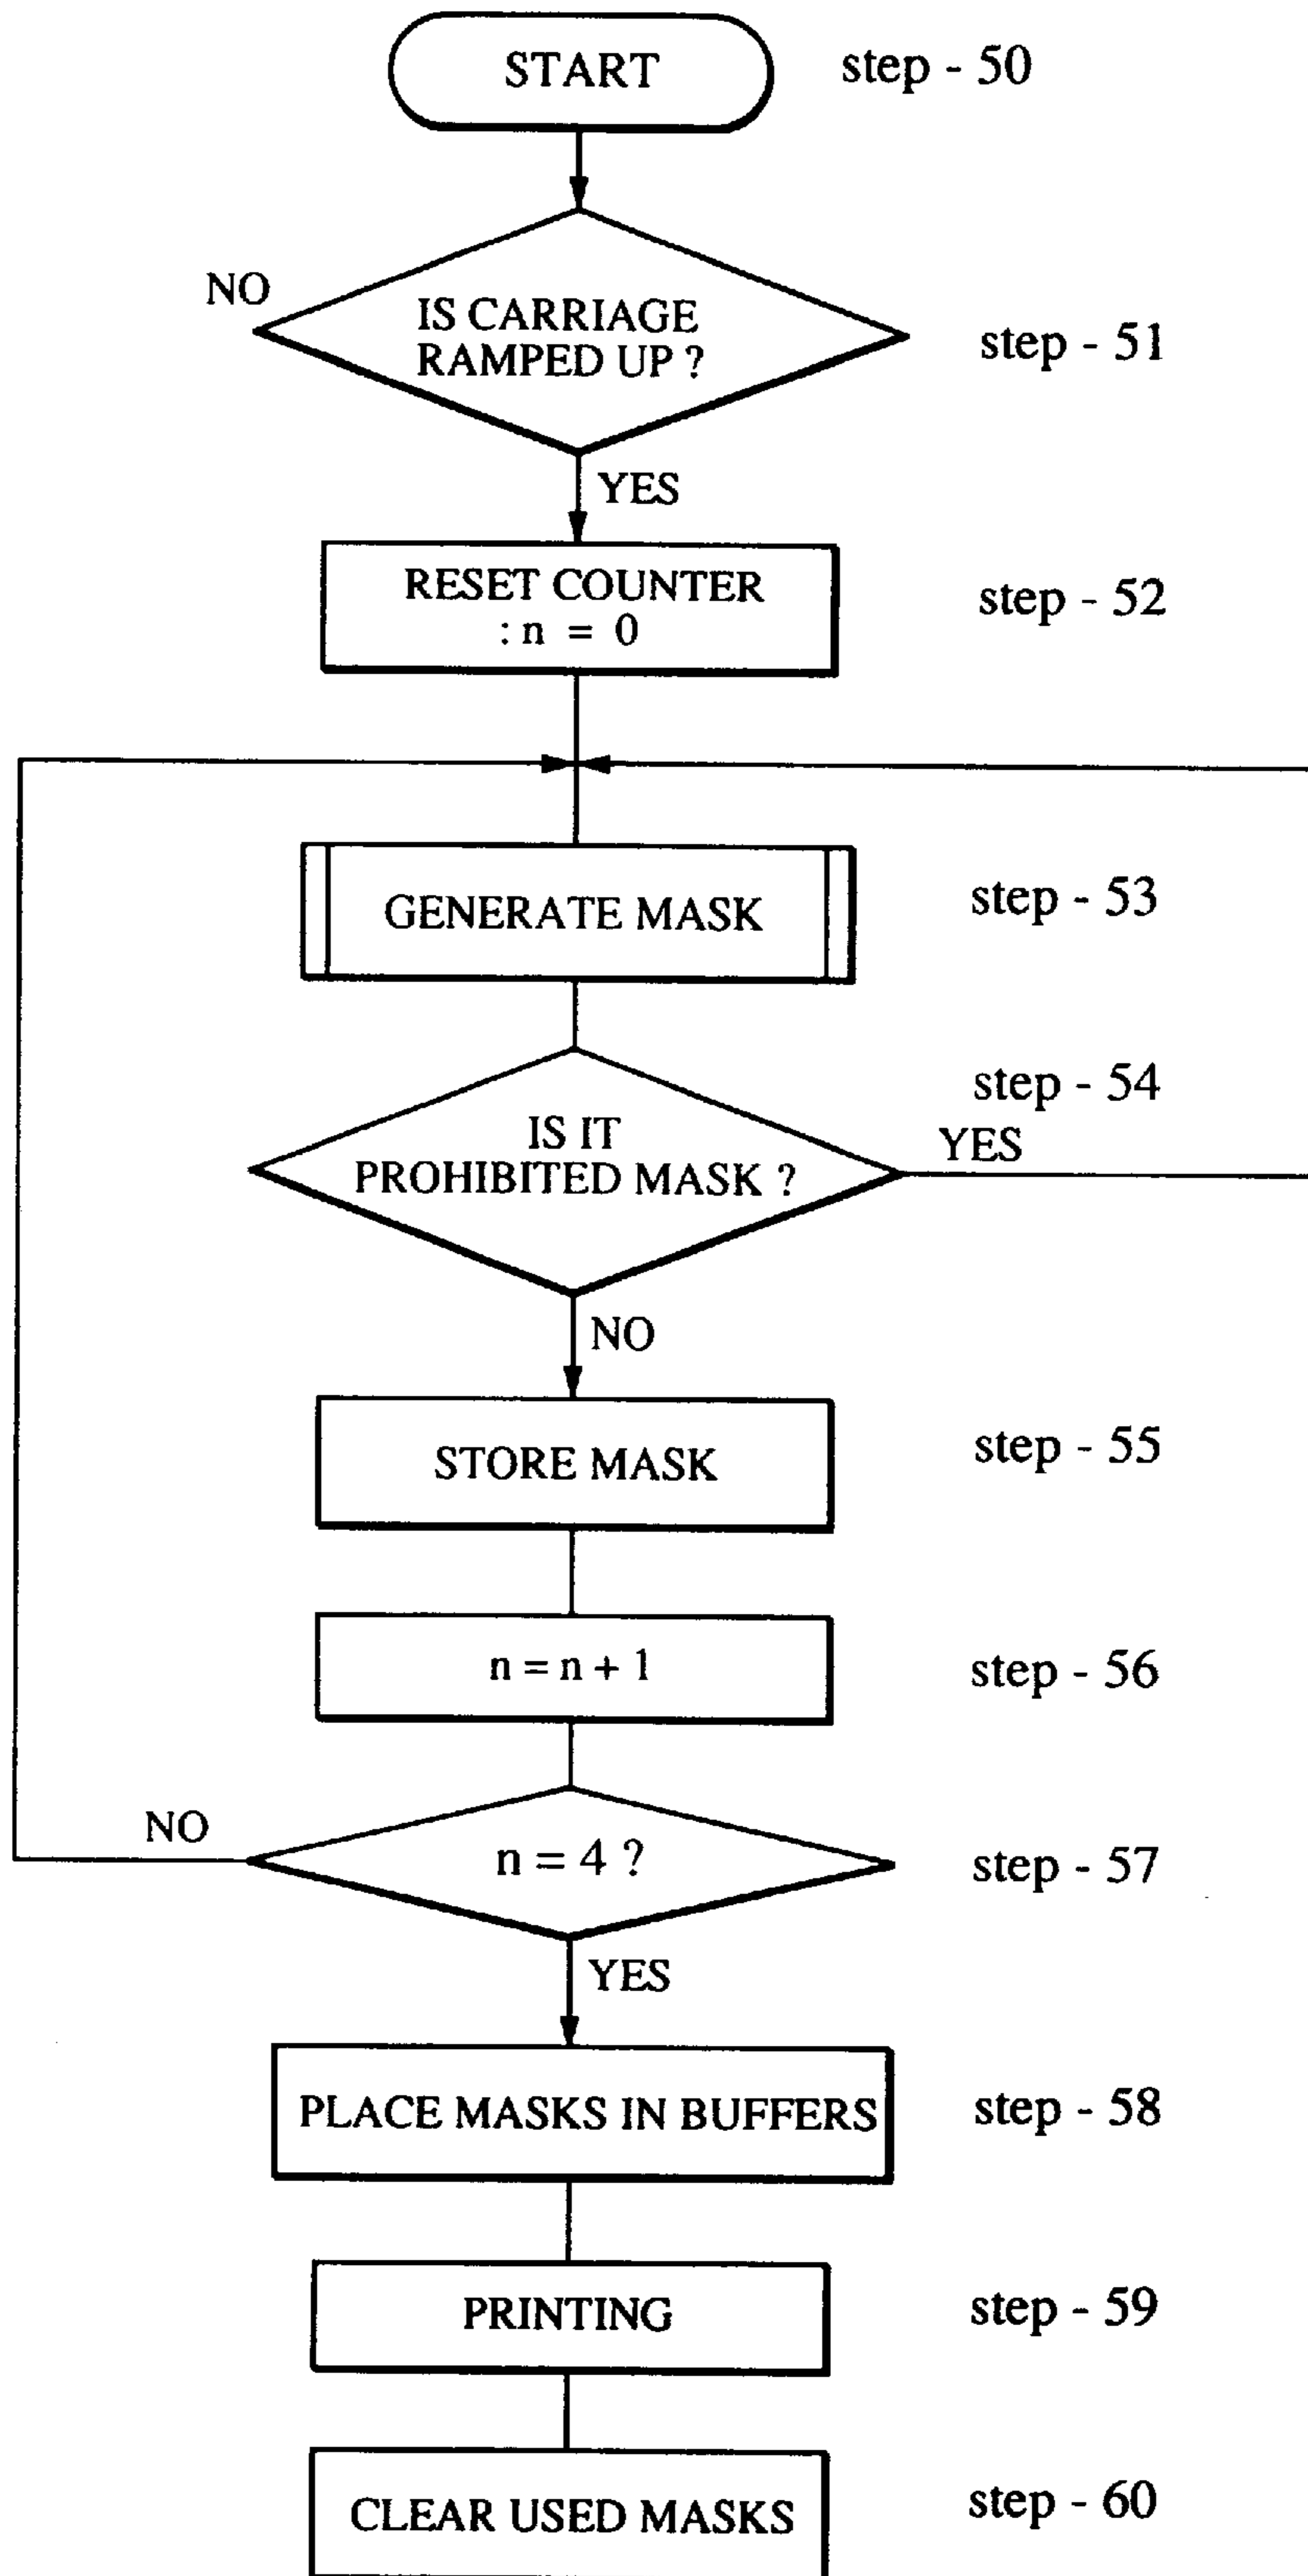 START
step - 50
NO
IS CARRIAGE
RAMPED UP ?
step - 51
YES
RESET COUNTER
: n = 0
step - 52
GENERATE MASK
step - 53
step - 54
IS IT
PROHIBITED MASK ?
YES
NO
STORE MASK
step - 55
n = n + 1
step - 56
NO
n = 4 ?
step - 57
YES
PLACE MASKS IN BUFFERS
step - 58
PRINTING
step - 59
CLEAR USED MASKS
step - 60